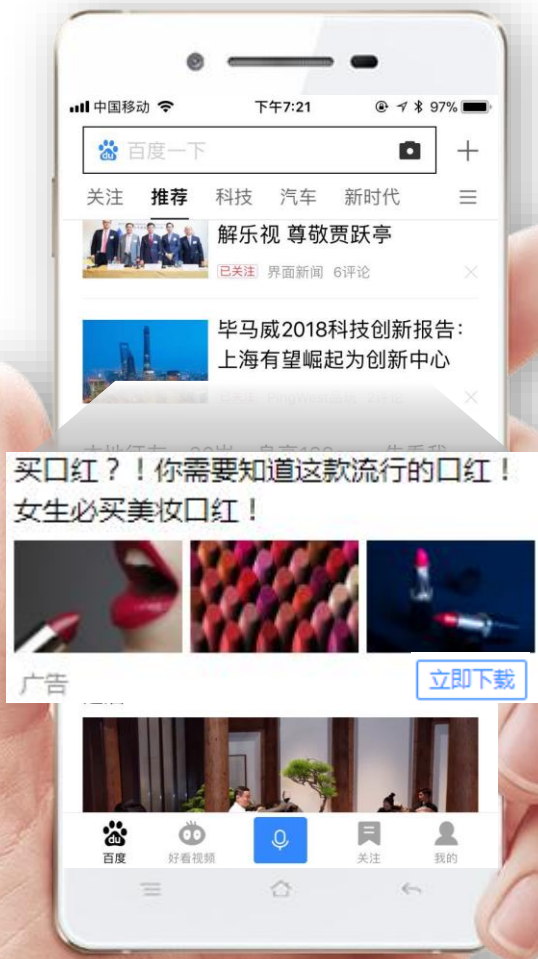 中国移动 下午7:21 97%
du 百度一下
关注 推荐 科技 汽车 新时代
解乐视 尊敬贾跃亭
已关注 界面新闻 6评论
毕马威2018科技创新报告：
上海有望崛起为创新中心
买口红？！你需要知道这款流行的口红！
女生必买美妆口红！
广告 立即下载
du
百度 好看视频 关注 我的